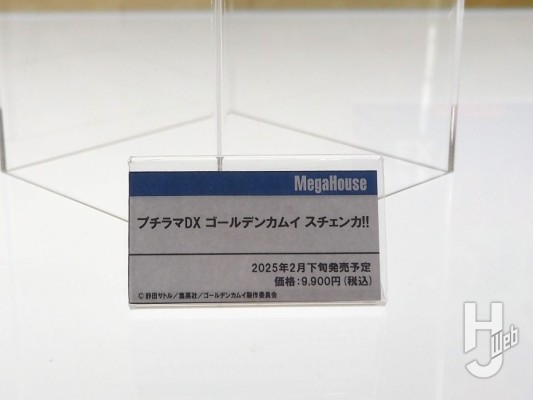 MegaHouse
プチラマDX ゴールデンカムイ スチェンカ!!
2025年2月下旬発売予定
価格:9,900円(税込)
© 野田サトル/集英社/ゴールデンカムイ製作委員会
HJ Web